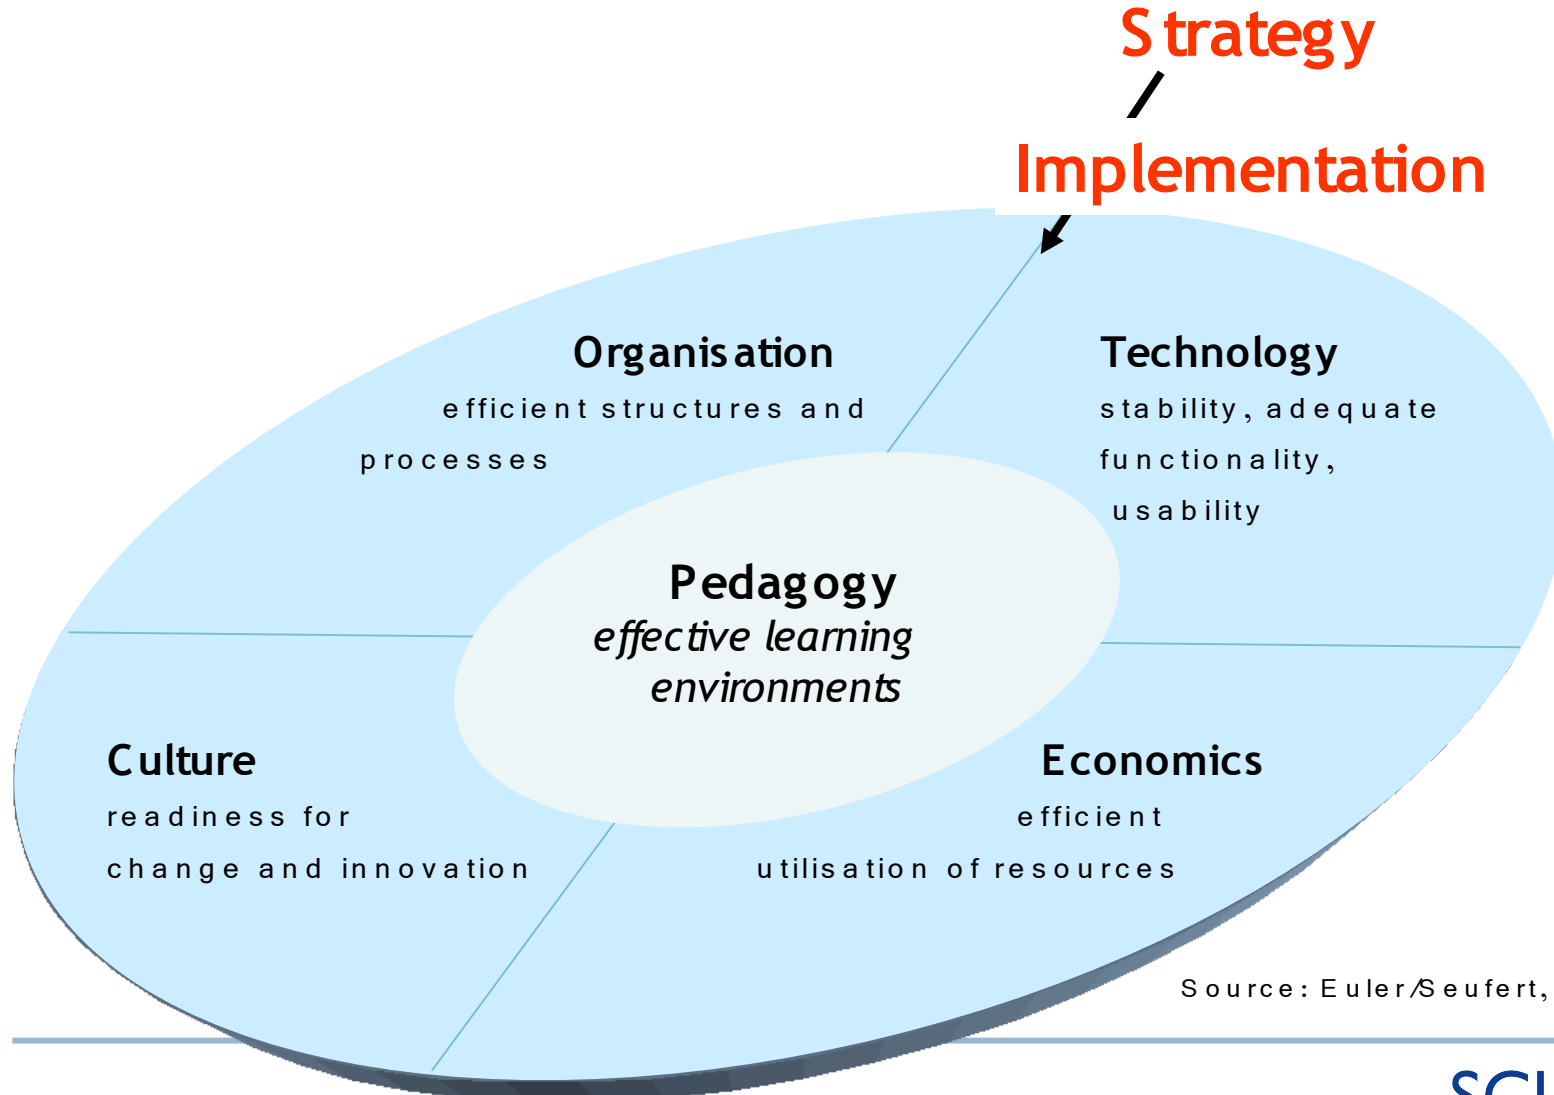 Strategy
Implementation
Organisation
efficient structures and
processes
Technology
stability, adequate
functionality,
usability
Pedagogy
effective learning
environments
Culture
readiness for
change and innovation
Economics
efficient
utilisation of resources
Source: Euler/Seufert,